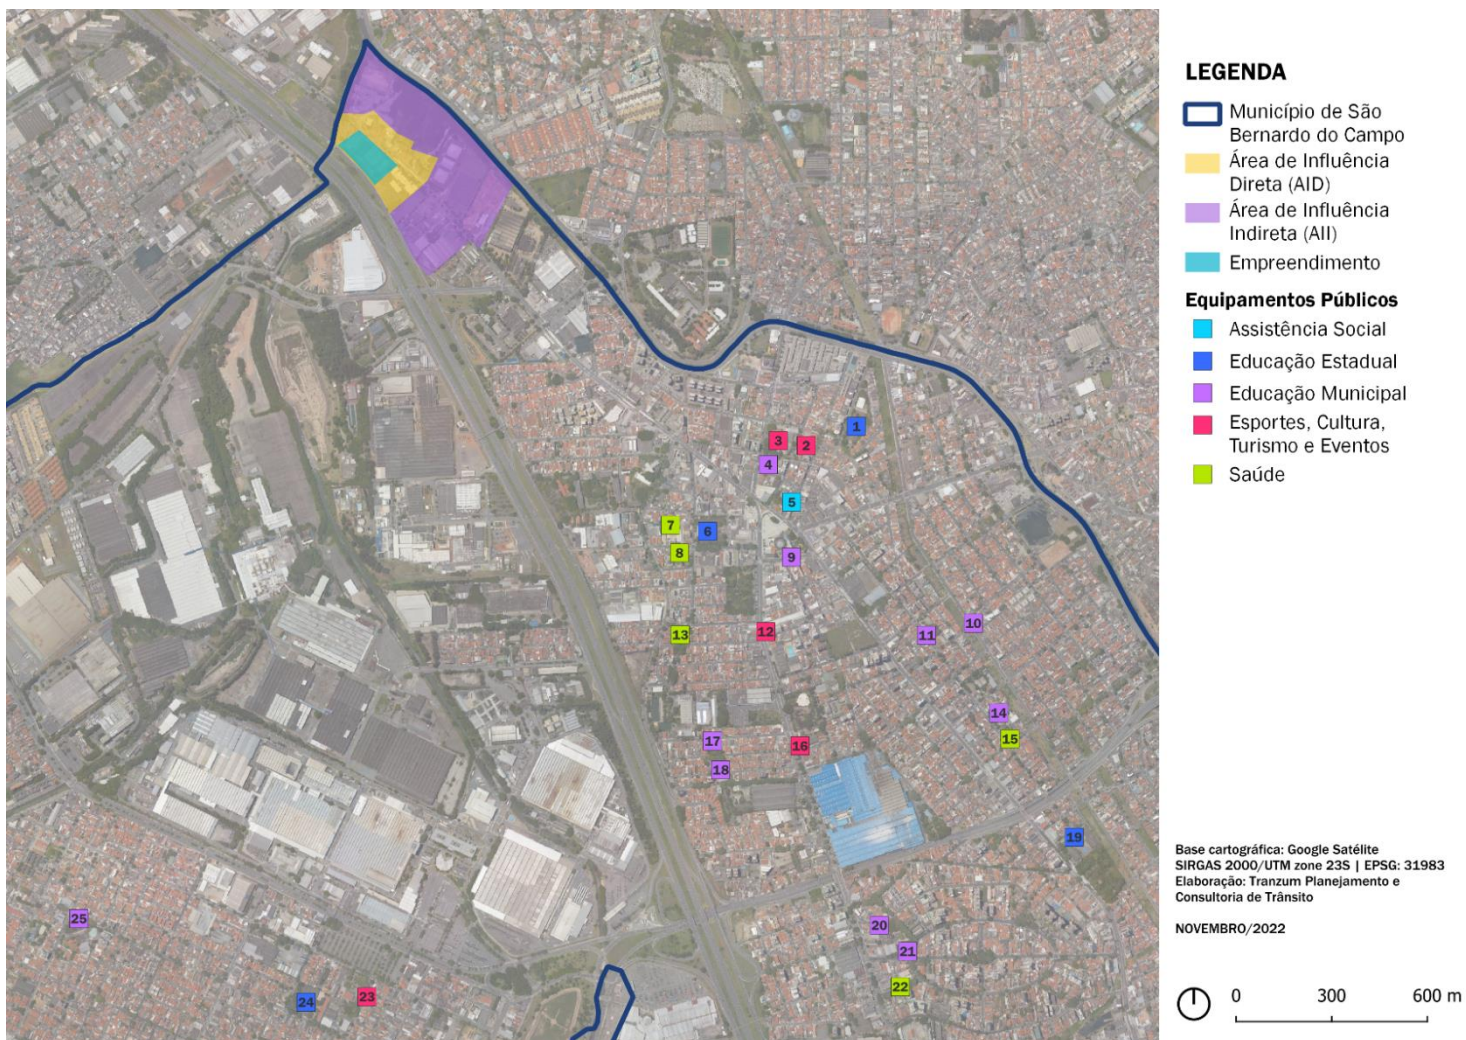 LEGENDA
Município de São
Bernardo do Campo
Área de Influência
Direta (AID)
Área de Influência
Indireta (AII)
Empreendimento
Equipamentos Públicos
Assistência Social
Educação Estadual
Educação Municipal
Esportes, Cultura,
Turismo e Eventos
Saúde
1
3
2
4
5
7
6
8
9
10
11
12
13
14
15
17
16
18
19
20
21
22
25
24
23
Base cartográfica: Google Satélite
SIRGAS 2000/UTM zone 23S | EPSG: 31983
Elaboração: Tranzum Planejamento e
Consultoria de Trânsito
NOVEMBRO/2022
0 300 600 m